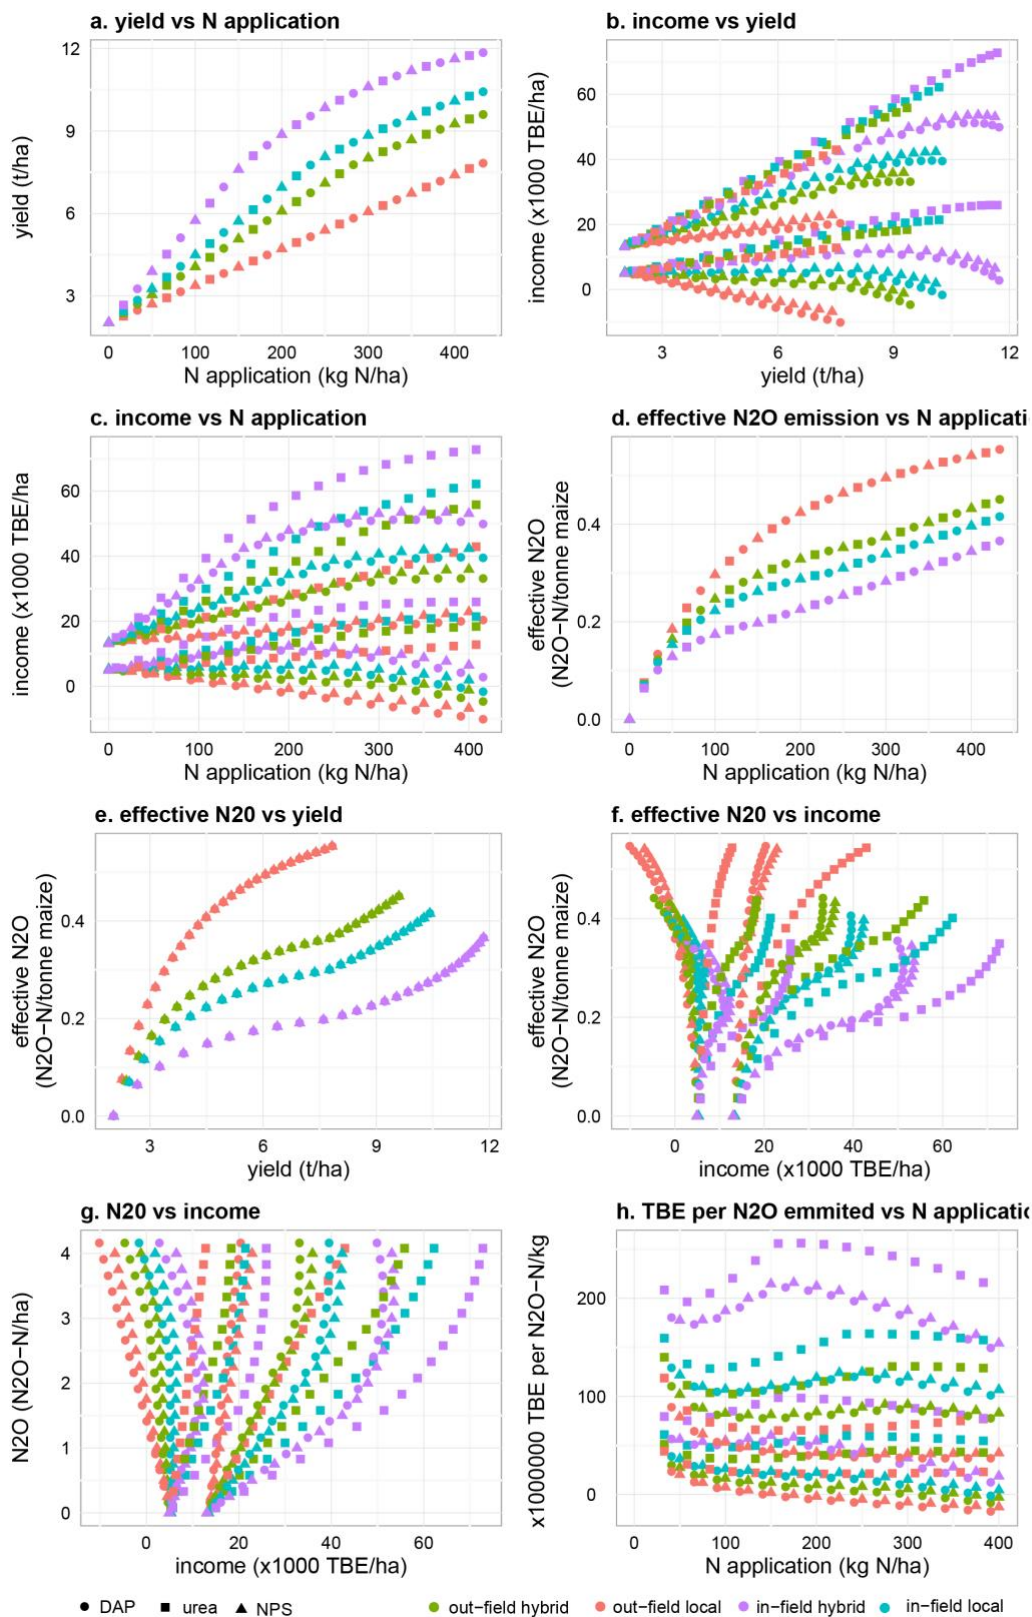 a. yield vs N application
b. income vs yield
12
9
6
3
yield (t/ha)
0
100
200
300
400
N application (kg N/ha)
60
40
20
0
income (x1000 TBE/ha)
3
6
9
12
yield (t/ha)
c. income vs N application
d. effective N2O emission vs N applicati
60
40
20
0
income (x1000 TBE/ha
0
100
200
300
400
N application (kg N/ha)
0.4
0.2
0.0
effective N2O
(N2O−N/tonne maize
0
100
200
300
400
N application (kg N/ha)
e. effective N20 vs yield
f. effective N20 vs income
0.4
0.2
0.0
effective N2O
(N2O−N/tonne maize)
3
6
9
12
yield (t/ha)
0.4
0.2
0.0
effective N2O
(N2O−N/tonne maize)
0
20
40
60
income (x1000 TBE/ha)
g. N20 vs income
h. TBE per N2O emmited vs N applicatic
4
3
2
1
0
N2O (N2O−N/ha)
0
20
40
60
income (x1000 TBE/ha)
200
100
0
x1000000 TBE per N2O−N/kg
0
100
200
300
400
N application (kg N/ha)
DAP
urea
NPS
out−field hybrid
out−field local
in−field hybrid
in−field local